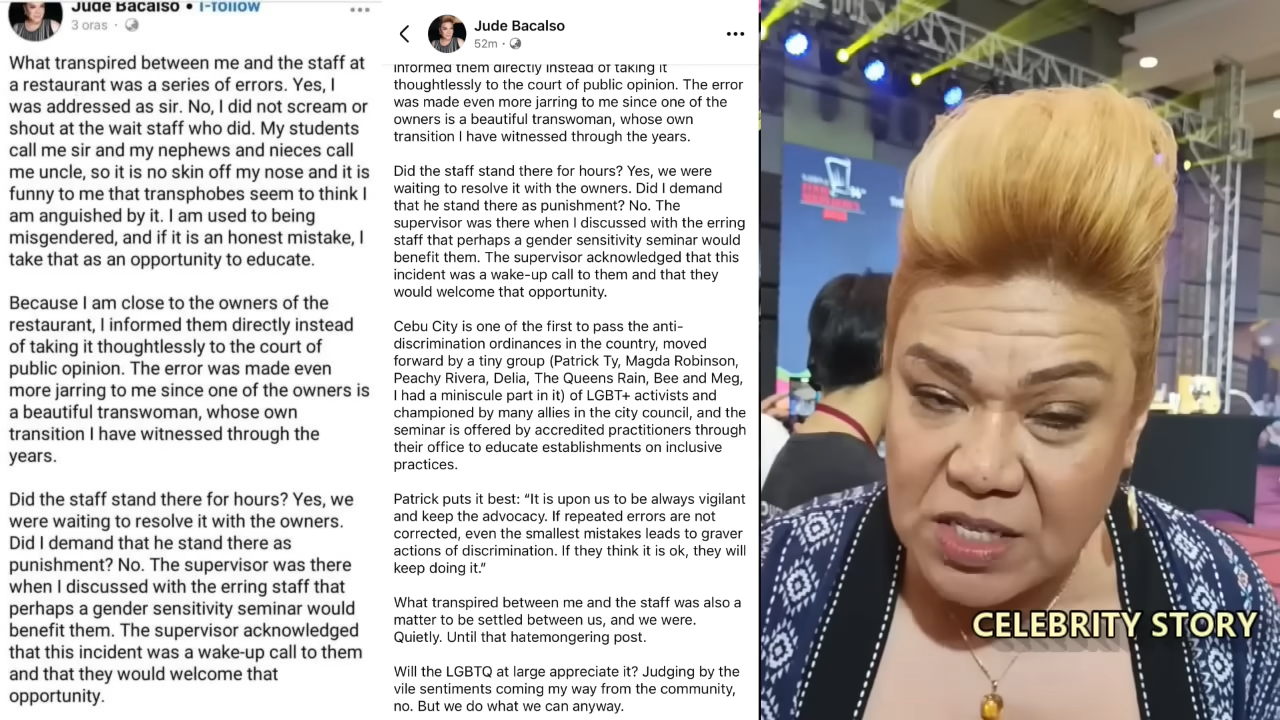 Jude Bacalso • I-follow
3 oras ·
What transpired between me and the staff at
a restaurant was a series of errors. Yes, I
was addressed as sir. No, I did not scream or
shout at the wait staff who did. My students
call me sir and my nephews and nieces call
me uncle, so it is no skin off my nose and it is
funny to me that transphobes seem to think I
am anguished by it. I am used to being
misgendered, and if it is an honest mistake, I
take that as an opportunity to educate.
Because I am close to the owners of the
restaurant, I informed them directly instead
of taking it thoughtlessly to the court of
public opinion. The error was made even
more jarring to me since one of the owners is
a beautiful transwoman, whose own
transition I have witnessed through the
years.
Did the staff stand there for hours? Yes, we
were waiting to resolve it with the owners.
Did I demand that he stand there as
punishment? No. The supervisor was there
when I discussed with the erring staff that
perhaps a gender sensitivity seminar would
benefit them. The supervisor acknowledged
that this incident was a wake-up call to them
and that they would welcome that
opportunity.
Jude Bacalso
52m ·
informed them directly instead of taking it
thoughtlessly to the court of public opinion. The error
was made even more jarring to me since one of the
owners is a beautiful transwoman, whose own
transition I have witnessed through the years.
Did the staff stand there for hours? Yes, we were
waiting to resolve it with the owners. Did I demand
that he stand there as punishment? No. The
supervisor was there when I discussed with the erring
staff that perhaps a gender sensitivity seminar would
benefit them. The supervisor acknowledged that this
incident was a wake-up call to them and that they
would welcome that opportunity.
Cebu City is one of the first to pass the anti-
discrimination ordinances in the country, moved
forward by a tiny group (Patrick Ty, Magda Robinson,
Peachy Rivera, Delia, The Queens Rain, Bee and Meg,
I had a miniscule part in it) of LGBT+ activists and
championed by many allies in the city council, and the
seminar is offered by accredited practitioners through
their office to educate establishments on inclusive
practices.
Patrick puts it best: “It is upon us to be always vigilant
and keep the advocacy. If repeated errors are not
corrected, even the smallest mistakes leads to graver
actions of discrimination. If they think it is ok, they will
keep doing it.”
What transpired between me and the staff was also a
matter to be settled between us, and we were.
Quietly. Until that hatemongering post.
Will the LGBTQ at large appreciate it? Judging by the
vile sentiments coming my way from the community,
no. But we do what we can anyway.
CELEBRITY STORY